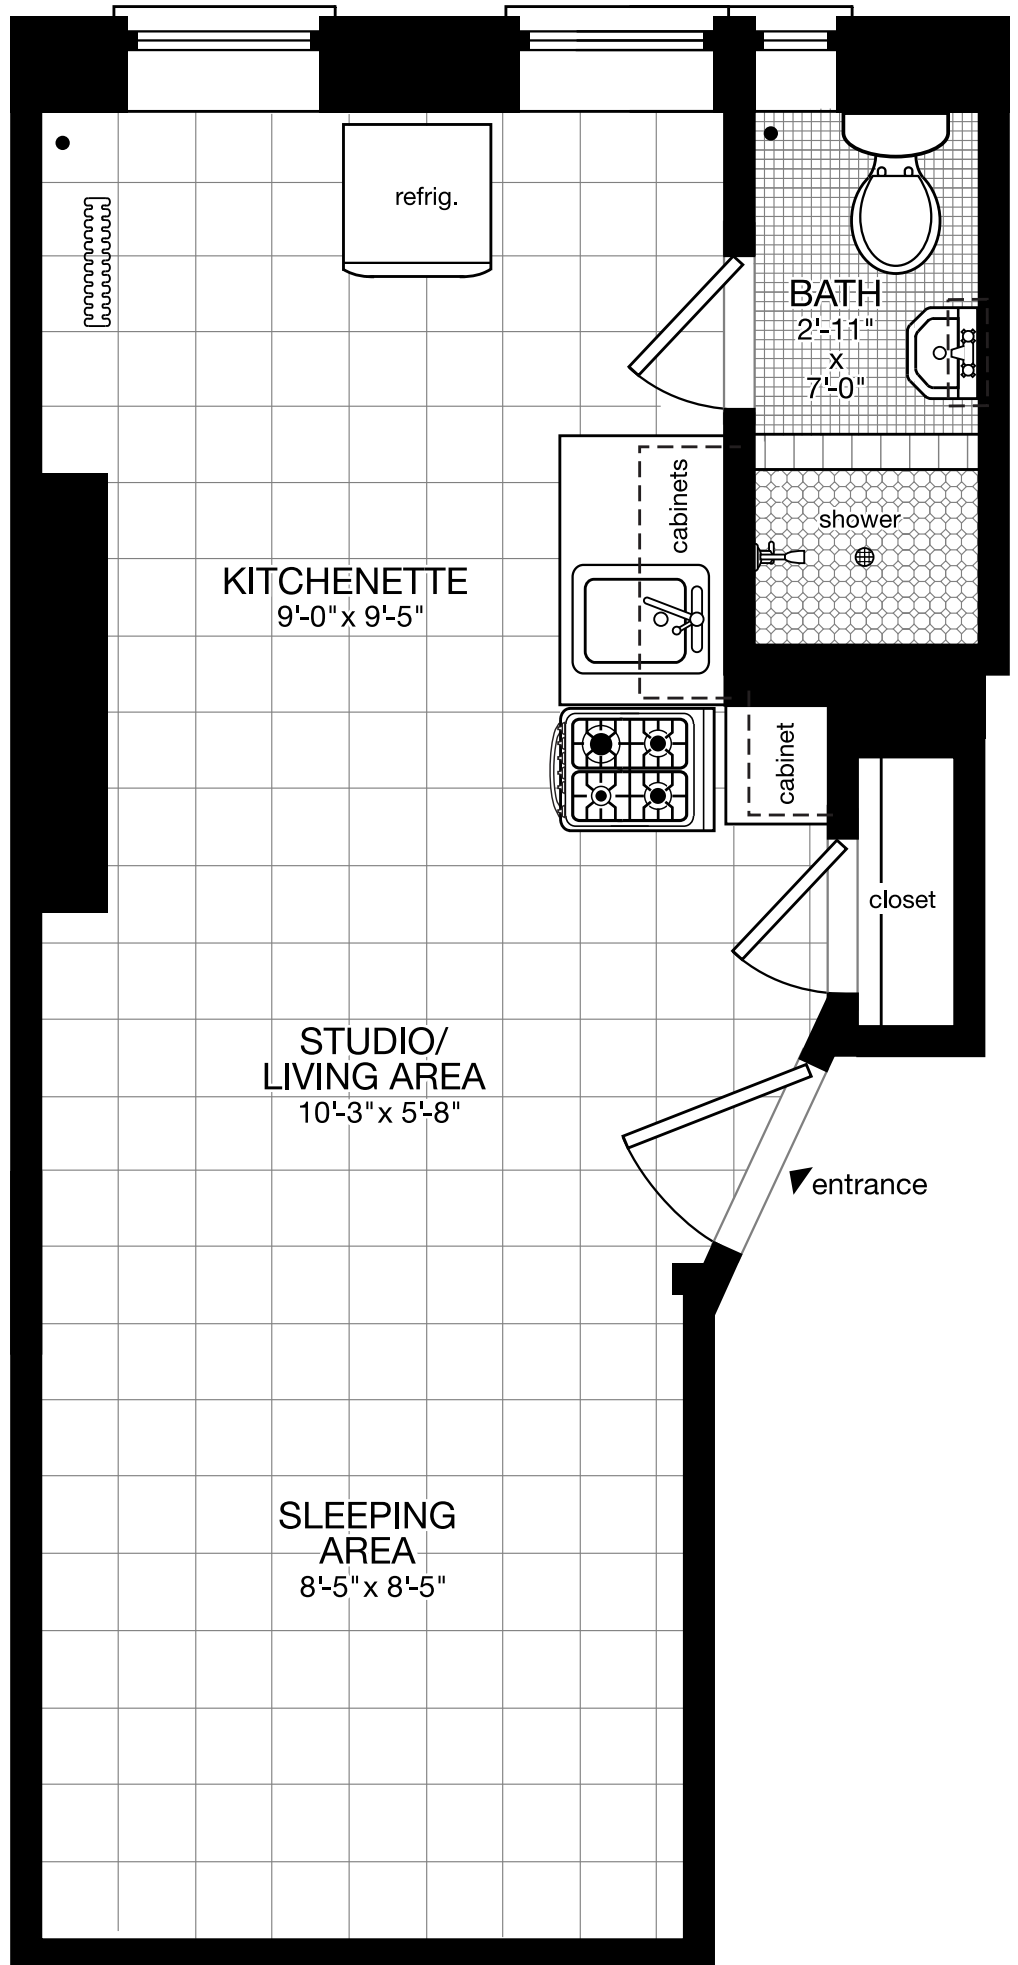 refrig.
BATH
2'-11"
x
7'-0"
cabinets
shower
KITCHENETTE
9'-0" x 9'-5"
cabinet
closet
STUDIO/
LIVING AREA
10'-3" x 5'-8"
entrance
SLEEPING
AREA
8'-5" x 8'-5"